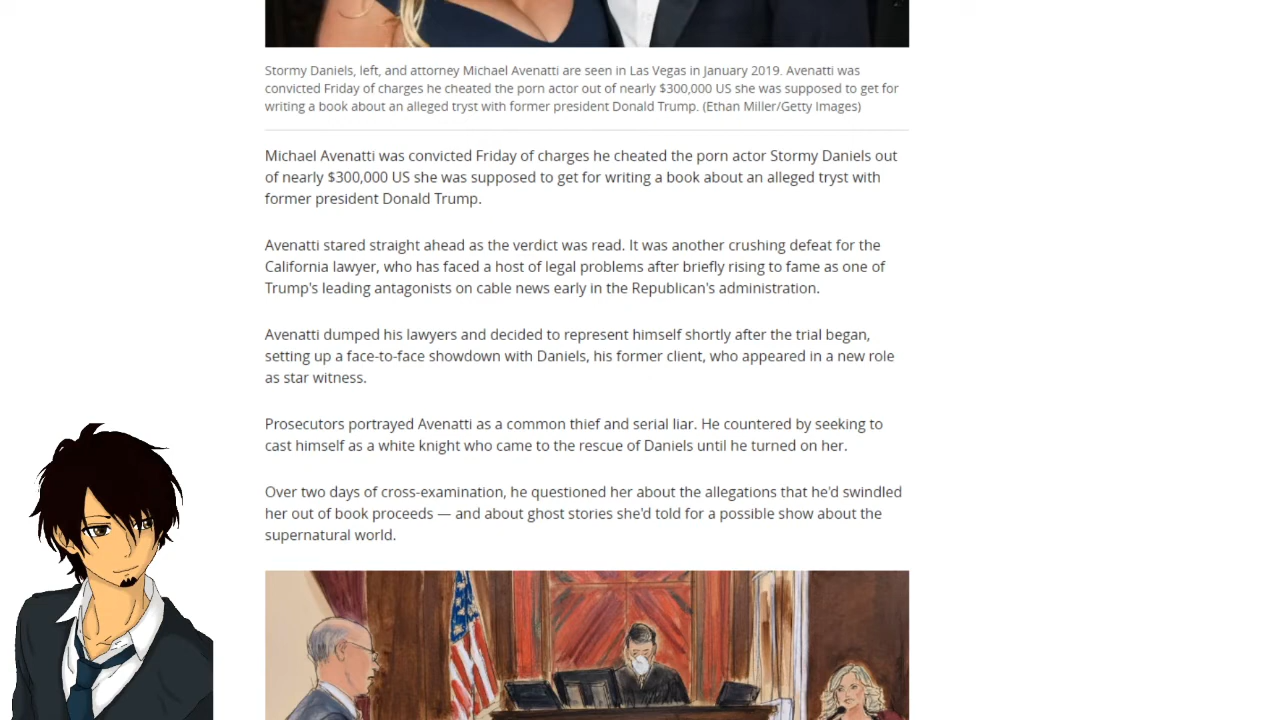 Stormy Daniels, left, and attorney Michael Avenatti are seen in Las Vegas in January 2019. Avenatti was
convicted Friday of charges he cheated the porn actor out of nearly $300,000 US she was supposed to get for
writing a book about an alleged tryst with former president Donald Trump. (Ethan Miller/Getty Images)
Michael Avenatti was convicted Friday of charges he cheated the porn actor Stormy Daniels out
of nearly $300,000 US she was supposed to get for writing a book about an alleged tryst with
former president Donald Trump.
Avenatti stared straight ahead as the verdict was read. It was another crushing defeat for the
California lawyer, who has faced a host of legal problems after briefly rising to fame as one of
Trump's leading antagonists on cable news early in the Republican's administration.
Avenatti dumped his lawyers and decided to represent himself shortly after the trial began,
setting up a face-to-face showdown with Daniels, his former client, who appeared in a new role
as star witness.
Prosecutors portrayed Avenatti as a common thief and serial liar. He countered by seeking to
cast himself as a white knight who came to the rescue of Daniels until he turned on her.
Over two days of cross-examination, he questioned her about the allegations that he'd swindled
her out of book proceeds — and about ghost stories she'd told for a possible show about the
supernatural world.